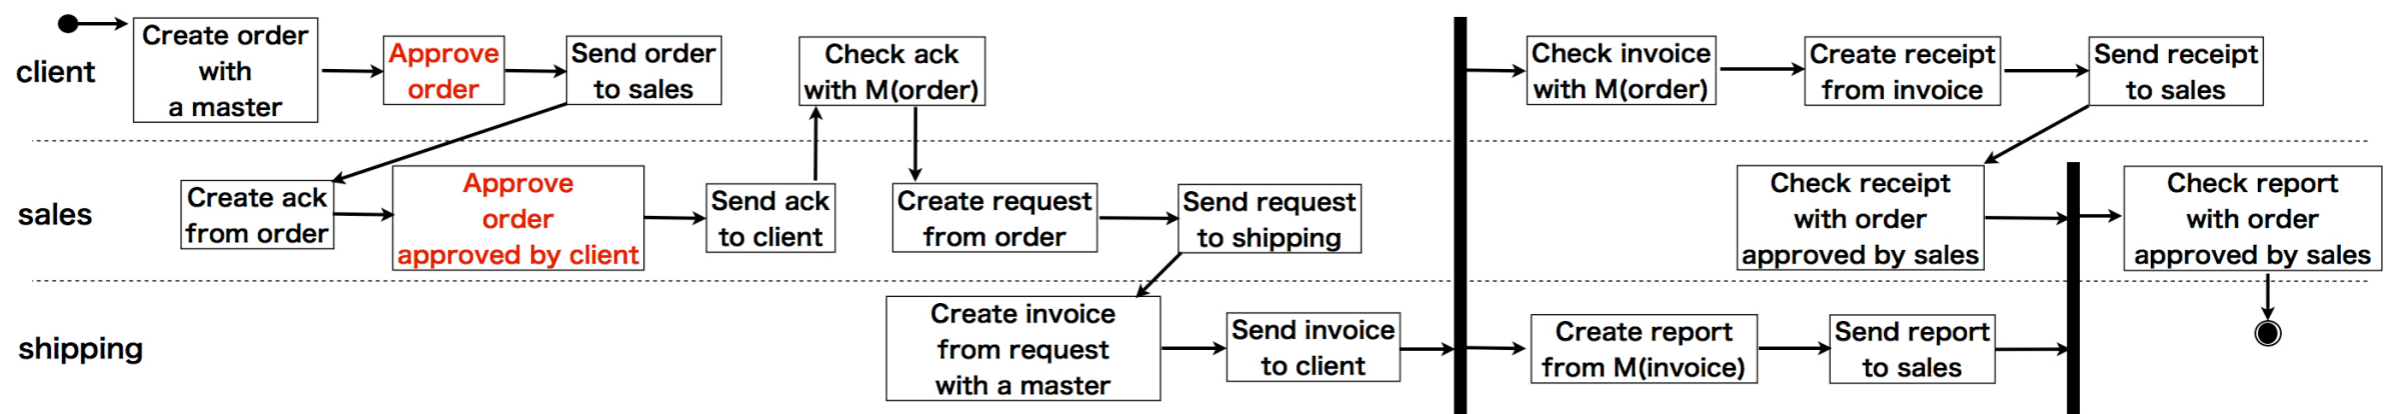 client
Create order
with
a master
Approve
order
Send order
to sales
Check ack
with M(order)
Check invoice
with M(order)
Create receipt
from invoice
Send receipt
to sales
sales
Create ack
from order
Approve
order
approved by client
Send ack
to client
Create request
from order
Send request
to shipping
Check receipt
with order
approved by sales
Check report
with order
approved by sales
shipping
Create invoice
from request
with a master
Send invoice
to client
Create report
from M(invoice)
Send report
to sales